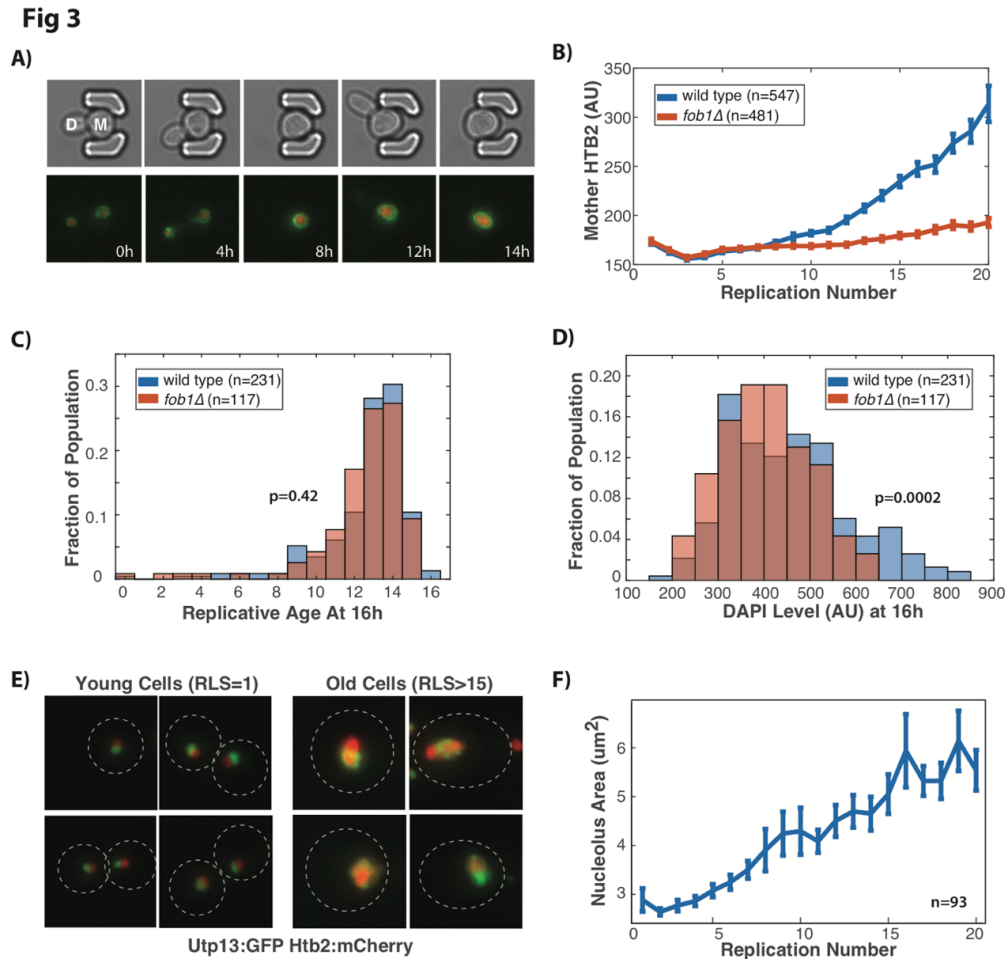 Fig 3
A)
D M
0h 4h 8h 12h 14h
B)
350
300
250
200
150
Mother HTB2 (AU)
wild type (n=547)
fob1Δ (n=481)
0 5 10 15 20
Replication Number
C)
0.3
0.2
0.1
0
Fraction of Population
wild type (n=231)
fob1Δ (n=117)
p=0.42
0 2 4 6 8 10 12 14 16
Replicative Age At 16h
D)
0.20
0.16
0.12
0.08
0.04
Fraction of Population
wild type (n=231)
fob1Δ (n=117)
p=0.0002
100 200 300 400 500 600 700 800 900
DAPI Level (AU) at 16h
E)
Young Cells (RLS=1) Old Cells (RLS>15)
Utp13:GFP Htb2:mCherry
F)
6
5
4
3
Nucleolus Area (um²)
n=93
5 10 15 20
Replication Number